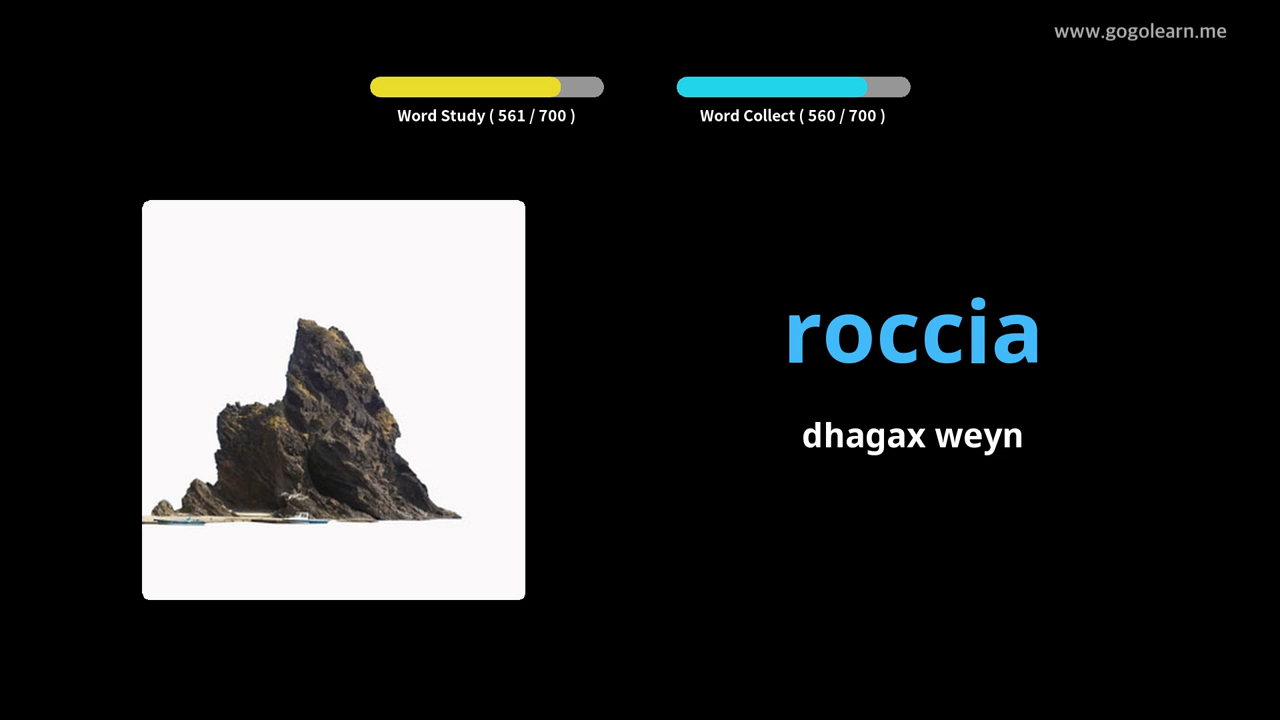 www.gogolearn.me
Word Study ( 561 / 700 )
Word Collect ( 560 / 700 )
roccia
dhagax weyn